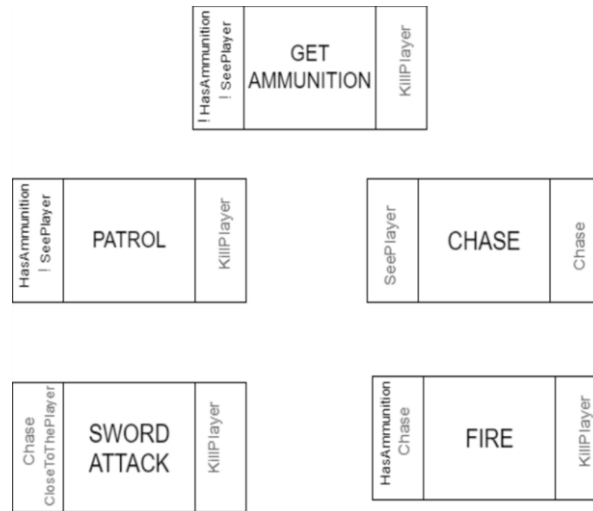 ! HasAmmunition
! SeePlayer
GET
AMMUNITION
KillPlayer
HasAmmunition
! SeePlayer
PATROL
KillPlayer
SeePlayer
CHASE
Chase
Chase
CloseToThePlayer
SWORD
ATTACK
KillPlayer
HasAmmunition
Chase
FIRE
KillPlayer